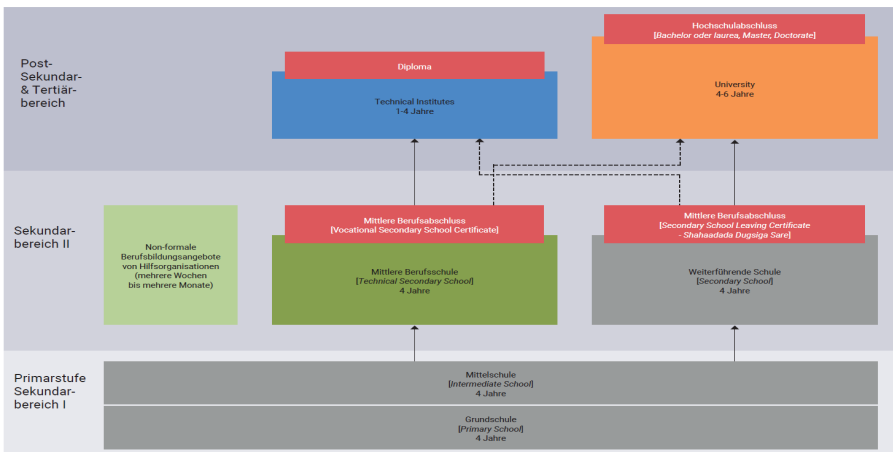 Post-
Sekundar-
& Tertiär-
bereich
Diploma
Technical Institutes
1-4 Jahre
Hochschulabschluss
[Bachelor oder laurea, Master, Doctorate]
University
4-6 Jahre
Sekundar-
bereich II
Non-formale
Berufsbildungsangebote
von Hilfsorganisationen
(mehrere Wochen
bis mehrere Monate)
Mittlere Berufsabschluss
[Vocational Secondary School Certificate]
Mittlere Berufsschule
[Technical Secondary School]
4 Jahre
Mittlere Berufsabschluss
[Secondary School Leaving Certificate
- Shahaadada Dugsiga Sare]
Weiterführende Schule
[Secondary School]
4 Jahre
Primarstufe
Sekundar-
bereich I
Mittelschule
[Intermediate School]
4 Jahre
Grundschule
[Primary School]
4 Jahre